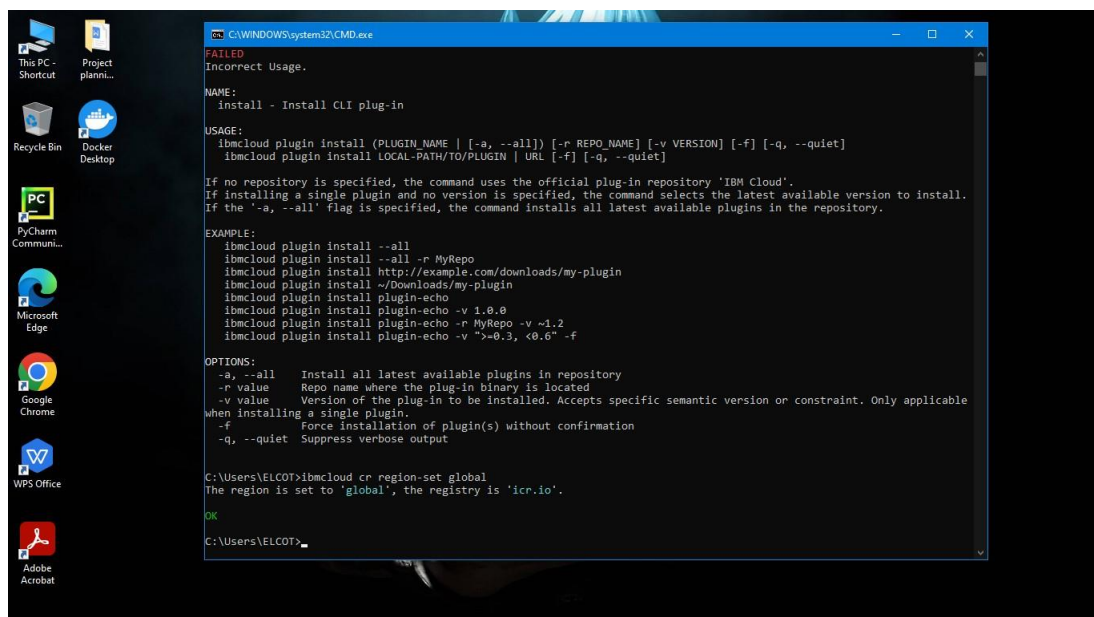 This PC -
Shortcut
Project
planni...
Recycle Bin
Docker
Desktop
PC
PyCharm
Communi...
Microsoft
Edge
Google
Chrome
W
WPS Office
Adobe
Acrobat
C:\WINDOWS\system32\CMD.exe
FAILED
Incorrect Usage.
NAME:
install - Install CLI plug-in
USAGE:
ibmcloud plugin install (PLUGIN_NAME | [-a, --all]) [-r REPO_NAME] [-v VERSION] [-f] [-q, --quiet]
ibmcloud plugin install LOCAL-PATH/TO/PLUGIN | URL [-f] [-q, --quiet]
If no repository is specified, the command uses the official plug-in repository 'IBM Cloud'.
If installing a single plugin and no version is specified, the command selects the latest available version to install.
If the '-a, --all' flag is specified, the command installs all latest available plugins in the repository.
EXAMPLE:
ibmcloud plugin install --all
ibmcloud plugin install --all -r MyRepo
ibmcloud plugin install http://example.com/downloads/my-plugin
ibmcloud plugin install ~/Downloads/my-plugin
ibmcloud plugin install plugin-echo
ibmcloud plugin install plugin-echo -v 1.0.0
ibmcloud plugin install plugin-echo -r MyRepo -v ~1.2
ibmcloud plugin install plugin-echo -v ">=0.3, <0.6" -f
OPTIONS:
-a, --all Install all latest available plugins in repository
-r value Repo name where the plug-in binary is located
-v value Version of the plug-in to be installed. Accepts specific semantic version or constraint. Only applicable
when installing a single plugin.
-f Force installation of plugin(s) without confirmation
-q, --quiet Suppress verbose output
C:\Users\ELCOT>ibmcloud cr region-set global
The region is set to 'global', the registry is 'icr.io'.
OK
C:\Users\ELCOT>